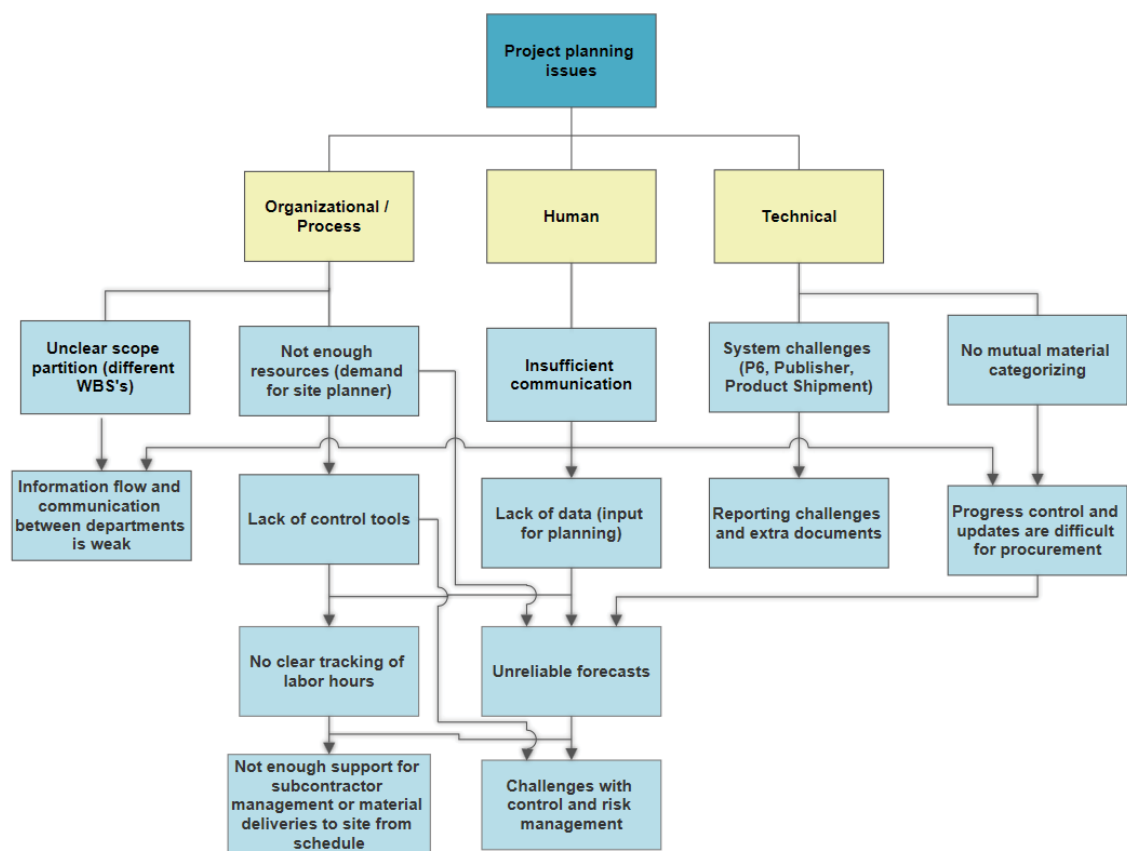 Project planning
issues
Organizational /
Process
Human
Technical
Unclear scope
partition (different
WBS's)
Not enough
resources (demand
for site planner)
Insufficient
communication
System challenges
(P6, Publisher,
Product Shipment)
No mutual material
categorizing
Information flow and
communication
between departments
is weak
Lack of control tools
Lack of data (input
for planning)
Reporting challenges
and extra documents
Progress control and
updates are difficult
for procurement
No clear tracking of
labor hours
Unreliable forecasts
Not enough support for
subcontractor
management or material
deliveries to site from
schedule
Challenges with
control and risk
management